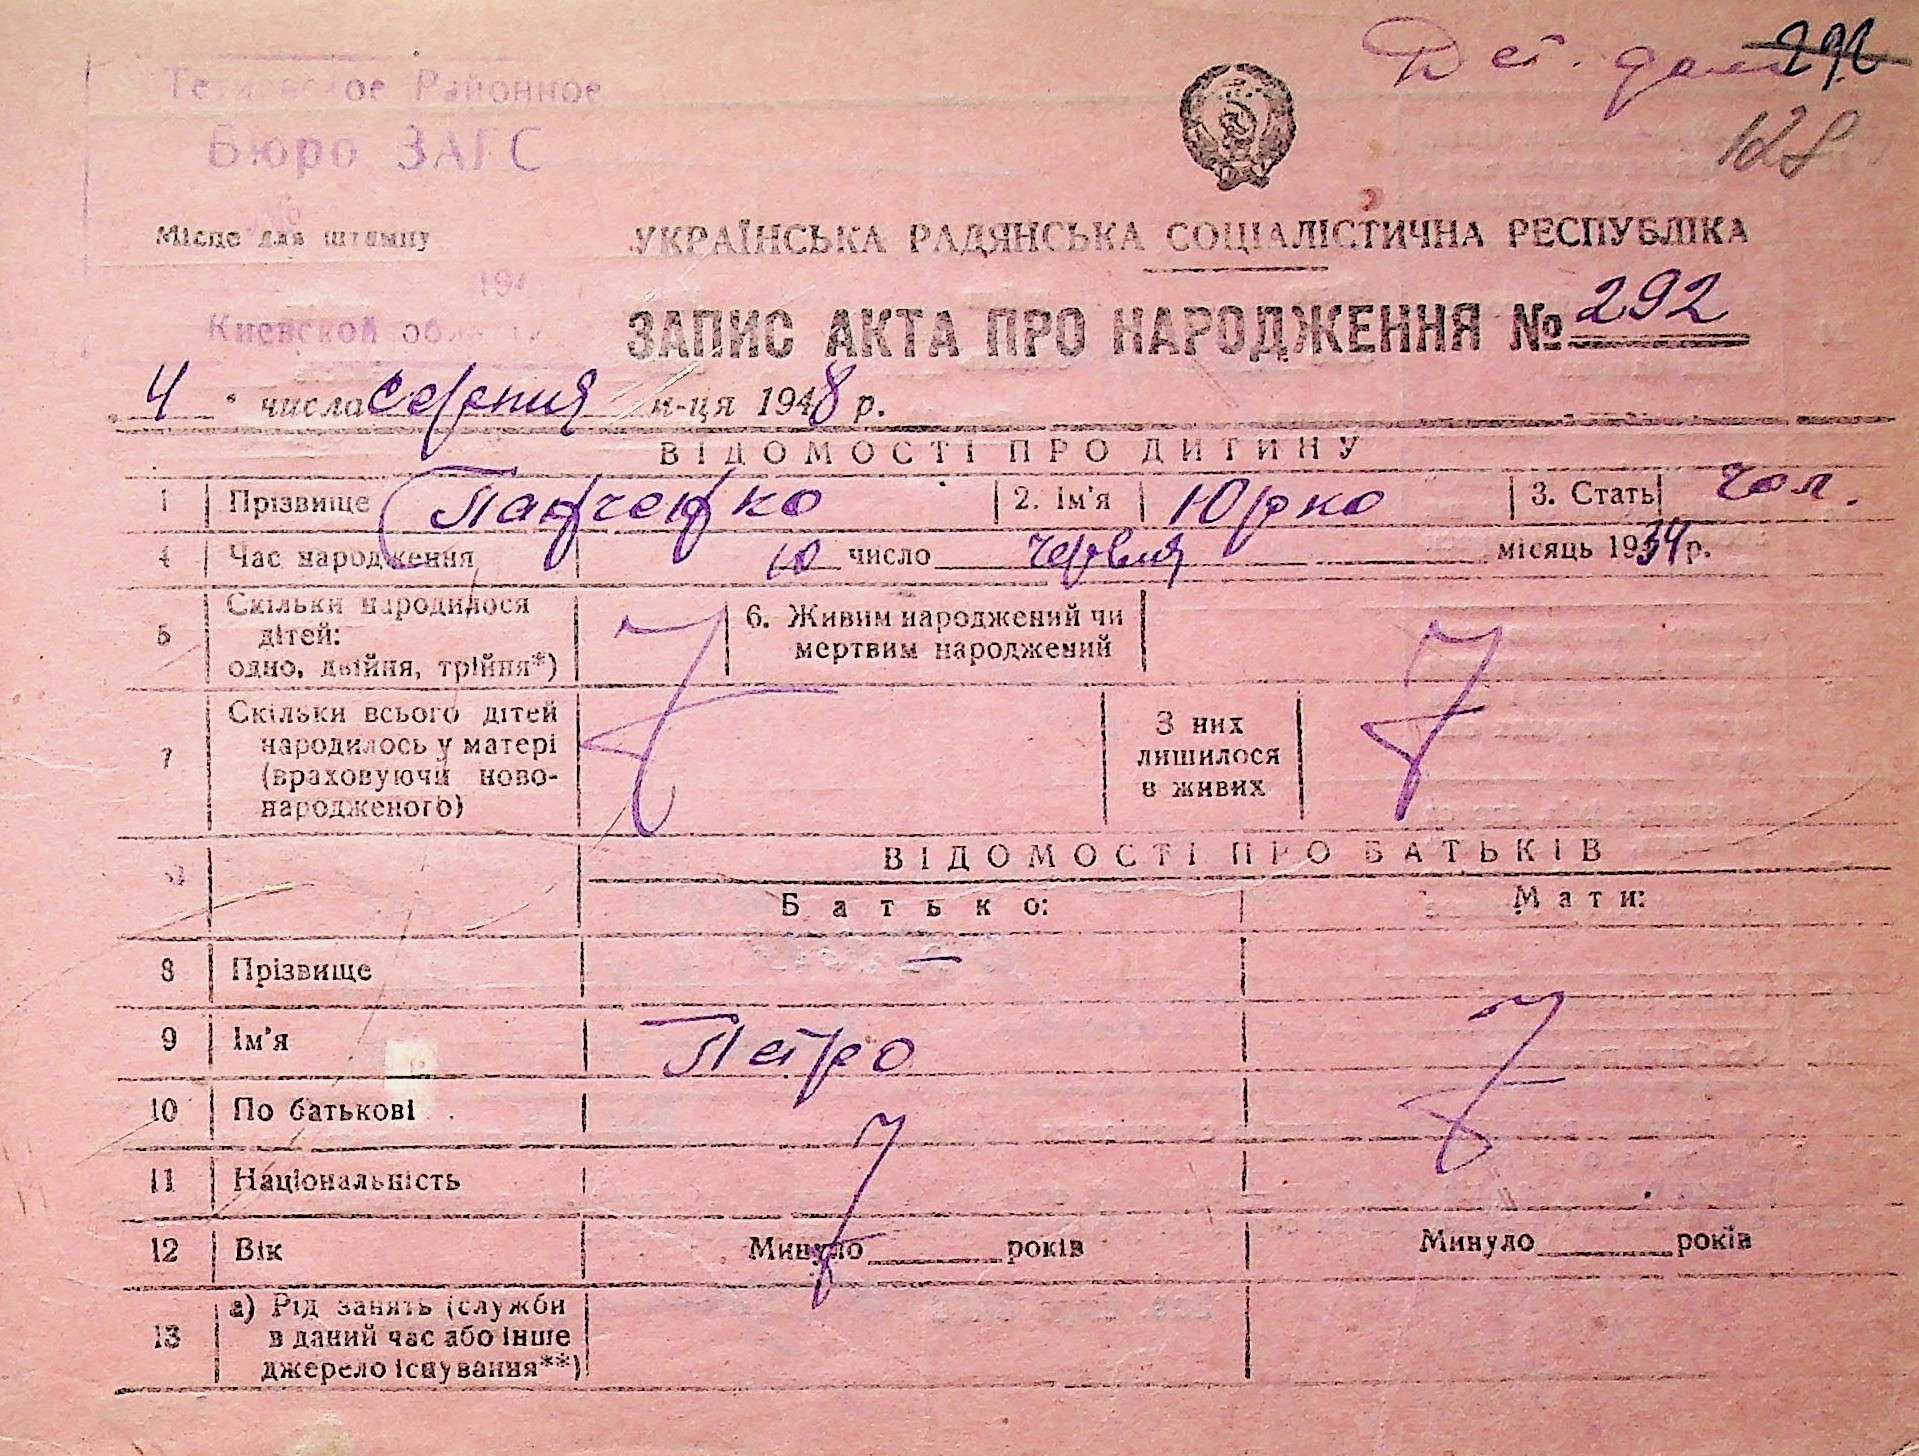 Дет. дом 292
128
Районное
Бюро ЗАГС
Місце для штампу
194
Киевской области
УКРАЇНСЬКА РАДЯНСЬКА СОЦІАЛІСТИЧНА РЕСПУБЛІКА
ЗАПИС АКТА ПРО НАРОДЖЕННЯ № 292
„4“ числа серпня м-ця 1948 р.
ВІДОМОСТІ ПРО ДИТИНУ
1 Прізвище Панченко 2. Ім'я Юрко 3. Стать чол.
4 Час народження 10 число червня місяць 1934 р.
5 Скільки народилося
дітей:
одно, двійня, трійня*)
6. Живим народжений чи
мертвим народжений
7 Скільки всього дітей
народилось у матері
(враховуючи ново-
народженого)
З них
лишилося
в живих
ВІДОМОСТІ ПРО БАТЬКІВ
Батько: Мати:
8 Прізвище —
9 Ім'я Петро
10 По батькові
11 Національність
12 Вік Минуло років Минуло років
13 а) Рід занять (служби
в даний час або інше
джерело існування**)